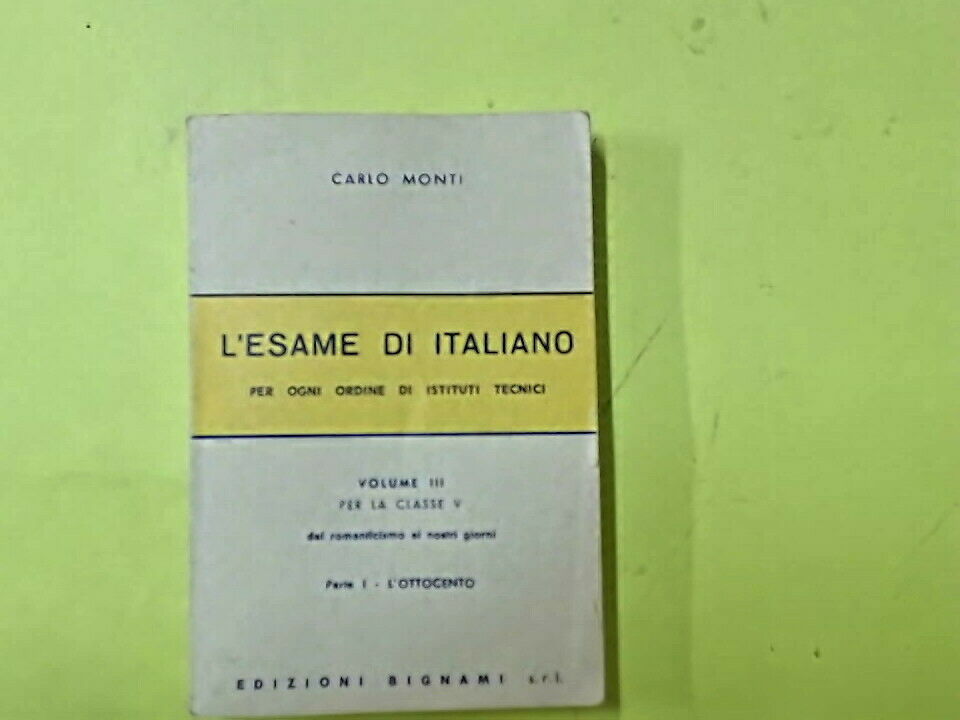 CARLO MONTI
L'ESAME DI ITALIANO
PER OGNI ORDINE DI ISTITUTI TECNICI
VOLUME III
PER LA CLASSE V
dal romanticismo ai nostri giorni
Parte I - L'OTTOCENTO
EDIZIONI BIGNAMI s.r.l.